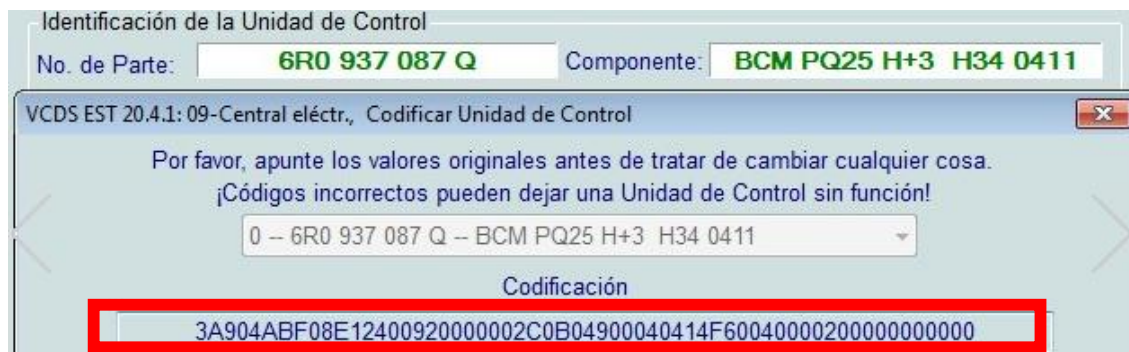 Identificación de la Unidad de Control
No. de Parte: 6R0 937 087 Q Componente: BCM PQ25 H+3 H34 0411
VCDS EST 20.4.1: 09-Central eléctr., Codificar Unidad de Control
Por favor, apunte los valores originales antes de tratar de cambiar cualquier cosa.
¡Códigos incorrectos pueden dejar una Unidad de Control sin función!
0 -- 6R0 937 087 Q -- BCM PQ25 H+3 H34 0411
Codificación
3A904ABF08E12400920000002C0B04900040414F60040000200000000000